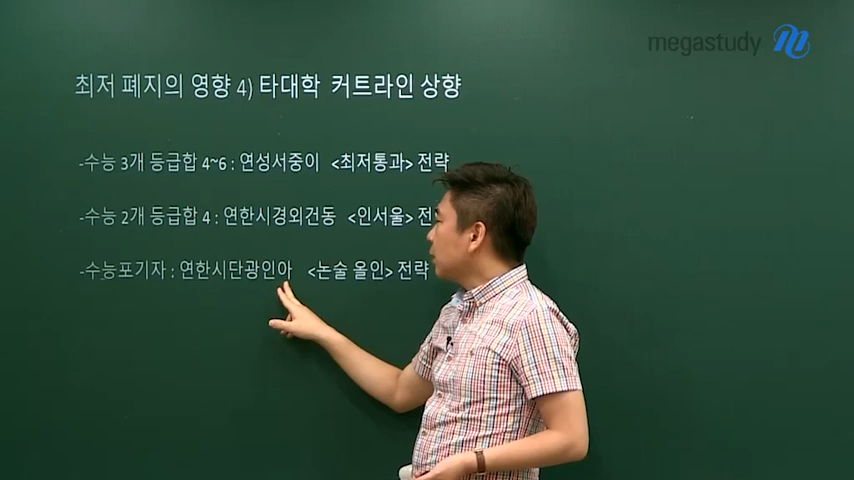 megastudy
최저 폐지의 영향 4) 타대학 커트라인 상향
-수능 3개 등급합 4~6 : 연성서중이 <최저통과> 전략
-수능 2개 등급합 4 : 연한시경외건동 <인서울> 전
-수능포기자 : 연한시단광인아 <논술 올인> 전략